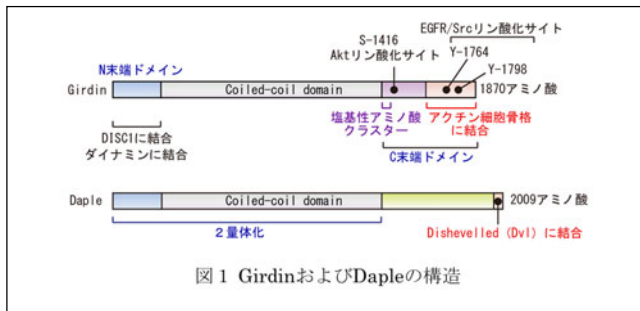 EGFR/Srcリン酸化サイト
S-1416
Aktリン酸化サイト
Y-1764
Y-1798
N末端ドメイン
Girdin
Coiled-coil domain
1870アミノ酸
DISC1に結合
ダイナミンに結合
塩基性アミノ酸
クラスター
アクチン細胞骨格
に結合
C末端ドメイン
Daple
Coiled-coil domain
2009アミノ酸
2量体化
Dishevelled (Dvl) に結合
図1 GirdinおよびDapleの構造